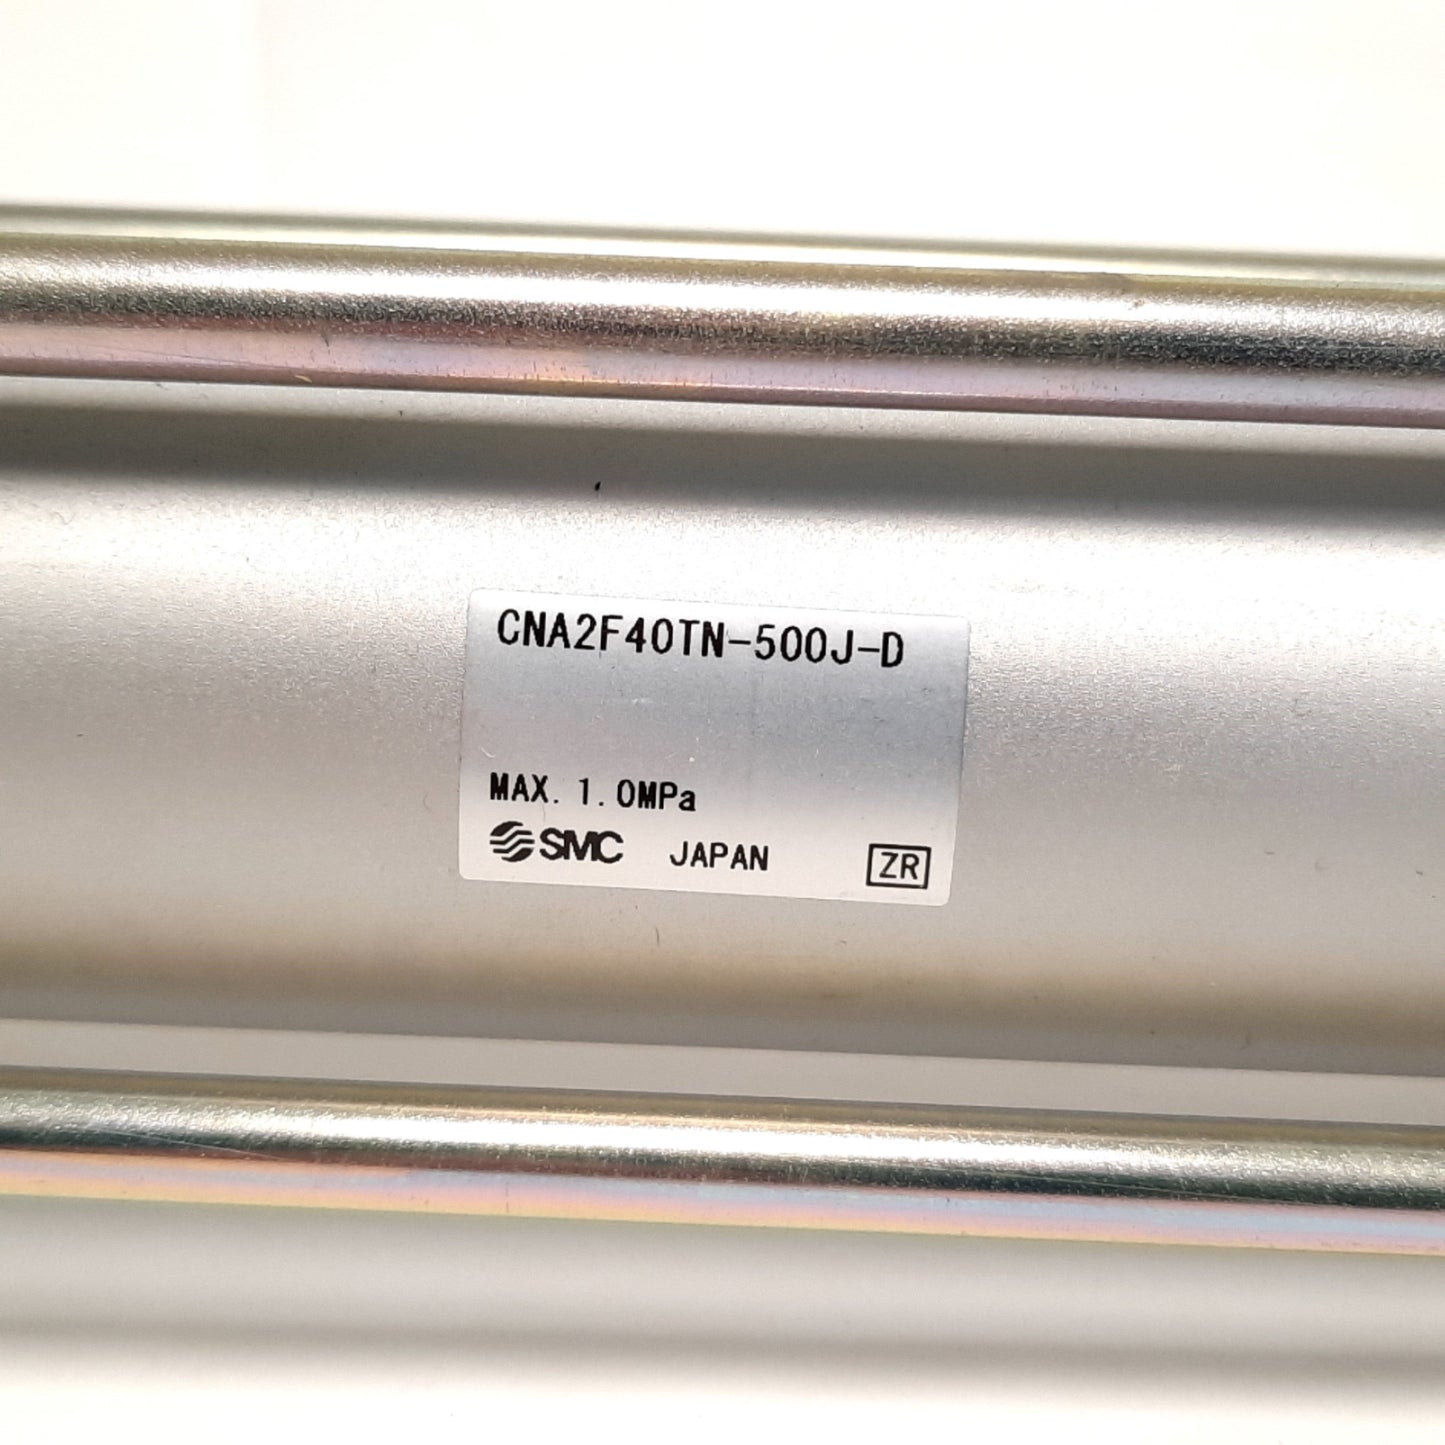 CNA2F40TN-500J-D
MAX. 1.0MPa
SMC JAPAN ZR